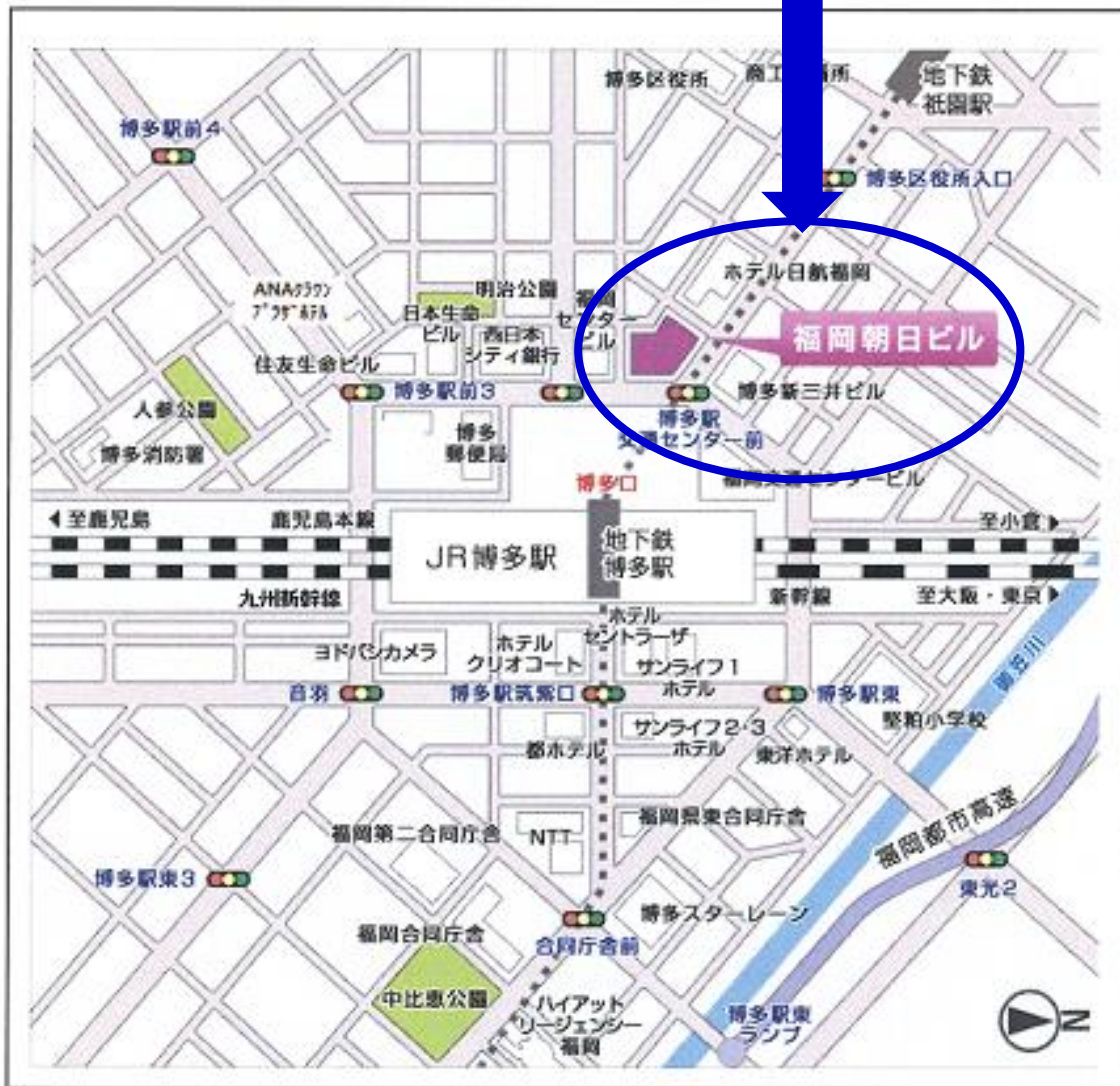 博多区役所
地下鉄
祇園駅
博多駅前4
博多区役所入口
ホテル日航福岡
ANAクラウン
プラザホテル
明治公園
日本生命
ビル
西日本
シティ銀行
福岡
センター
ビル
福岡朝日ビル
住友生命ビル
博多駅前3
博多新三井ビル
人参公園
博多消防署
博多
郵便局
博多駅
交通センター前
福岡交通センタービル
博多口
至鹿児島
鹿児島本線
至小倉
JR博多駅
地下鉄
博多駅
九州新幹線
新幹線
至大阪・東京
ホテル
セントラーザ
ヨドバシカメラ
ホテル
クリオコート
サンライフ1
ホテル
御笠川
音羽
博多駅筑紫口
博多駅東
サンライフ2・3
ホテル
堅粕小学校
都ホテル
東洋ホテル
福岡第二合同庁舎
NTT
福岡県東合同庁舎
福岡都市高速
博多駅東3
東光2
博多スターレーン
福岡合同庁舎
合同庁舎前
中比恵公園
ハイアット
リージェンシー
福岡
博多駅東
ランプ
N